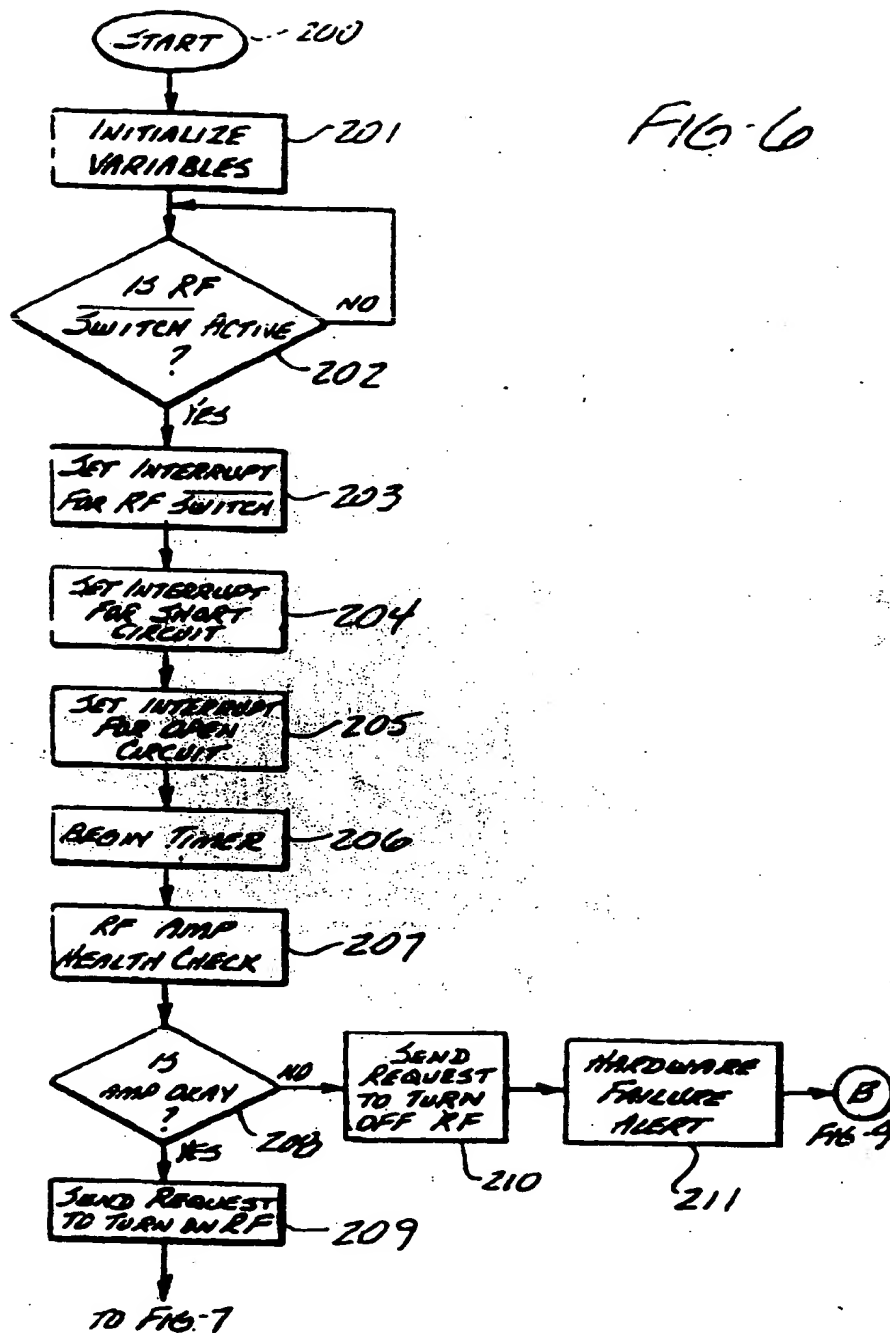 START
200
FIG-6
INITIALIZE
VARIABLES
201
IS RF
SWITCH ACTIVE
?
NO
202
YES
SET INTERRUPT
FOR RF SWITCH
203
SET INTERRUPT
FOR SHORT
CIRCUIT
204
SET INTERRUPT
FOR OPEN
CIRCUIT
205
BEGIN TIMER
206
RF AMP
HEALTH CHECK
207
IS
AMP OKAY
?
NO
208
YES
SEND REQUEST
TO TURN OFF RF
210
HARDWARE
FAILURE
ALERT
211
B
FIG-9
SEND REQUEST
TO TURN ON RF
209
TO FIG-7